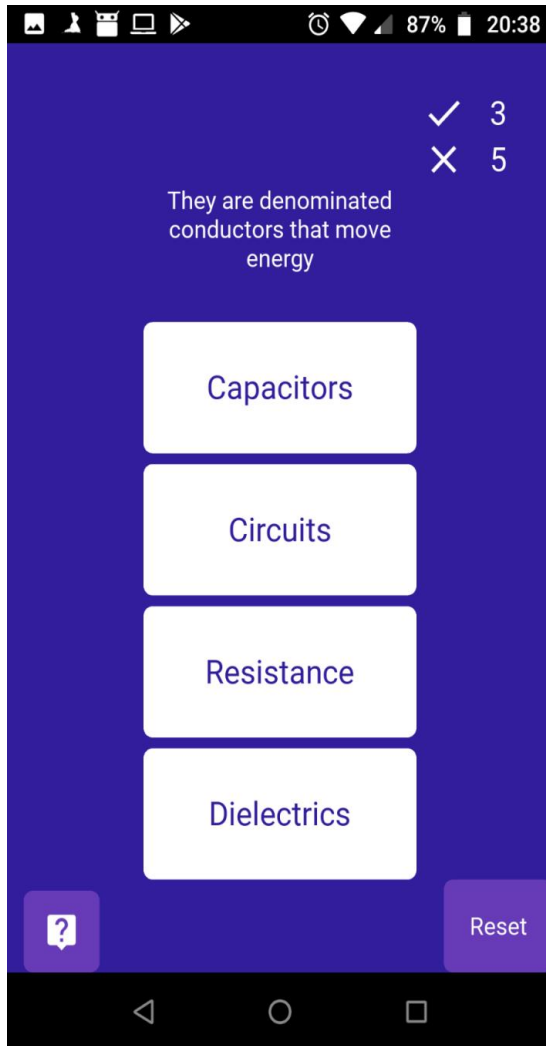 87% 20:38
3
5
They are denominated
conductors that move
energy
Capacitors
Circuits
Resistance
Dielectrics
?
Reset